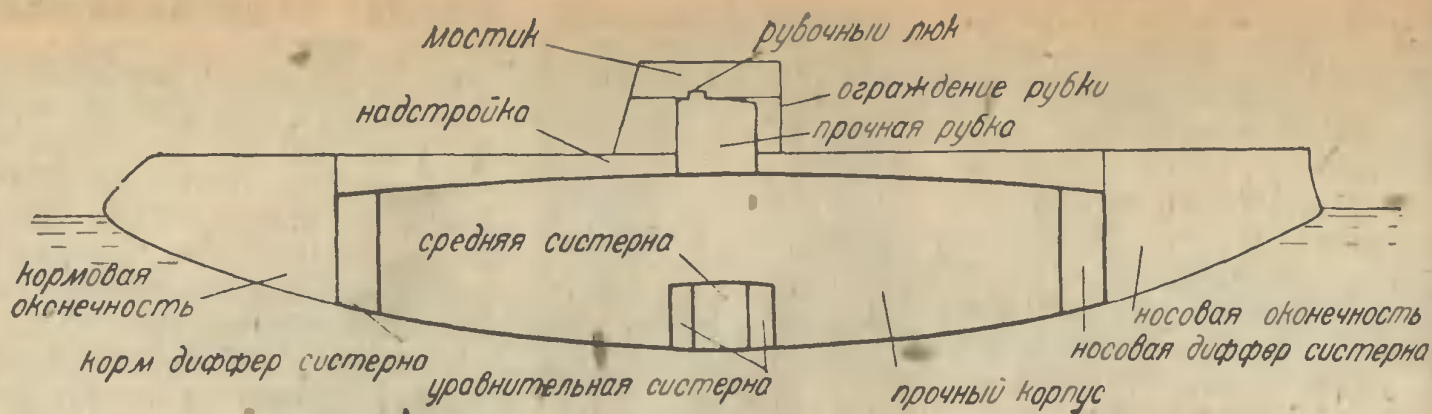 мостик
рубочный люк
надстройка
ограждение рубки
прочная рубка
средняя систерна
кормовая
оконечность
носовая оконечность
корм диффер систерна
носовая диффер систерна
уравнительная систерна
прочный корпус